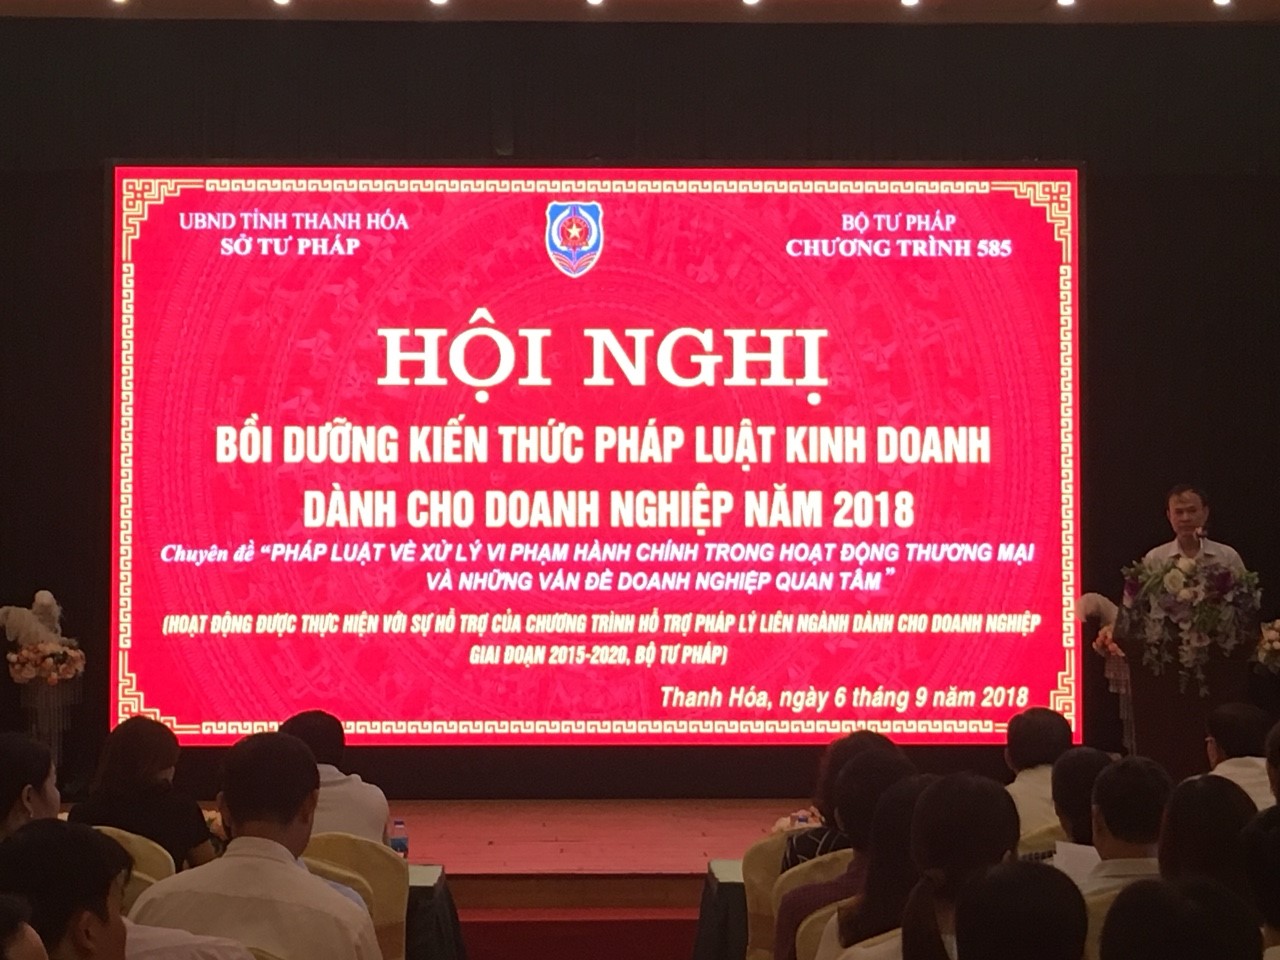 UBND TỈNH THANH HÓA
SỞ TƯ PHÁP
BỘ TƯ PHÁP
CHƯƠNG TRÌNH 585
HỘI NGHỊ
BỒI DƯỠNG KIẾN THỨC PHÁP LUẬT KINH DOANH
DÀNH CHO DOANH NGHIỆP NĂM 2018
Chuyên đề “PHÁP LUẬT VỀ XỬ LÝ VI PHẠM HÀNH CHÍNH TRONG HOẠT ĐỘNG THƯƠNG MẠI
VÀ NHỮNG VẤN ĐỀ DOANH NGHIỆP QUAN TÂM”
(HOẠT ĐỘNG ĐƯỢC THỰC HIỆN VỚI SỰ HỖ TRỢ CỦA CHƯƠNG TRÌNH HỖ TRỢ PHÁP LÝ LIÊN NGÀNH DÀNH CHO DOANH NGHIỆP
GIAI ĐOẠN 2015-2020, BỘ TƯ PHÁP)
Thanh Hóa, ngày 6 tháng 9 năm 2018